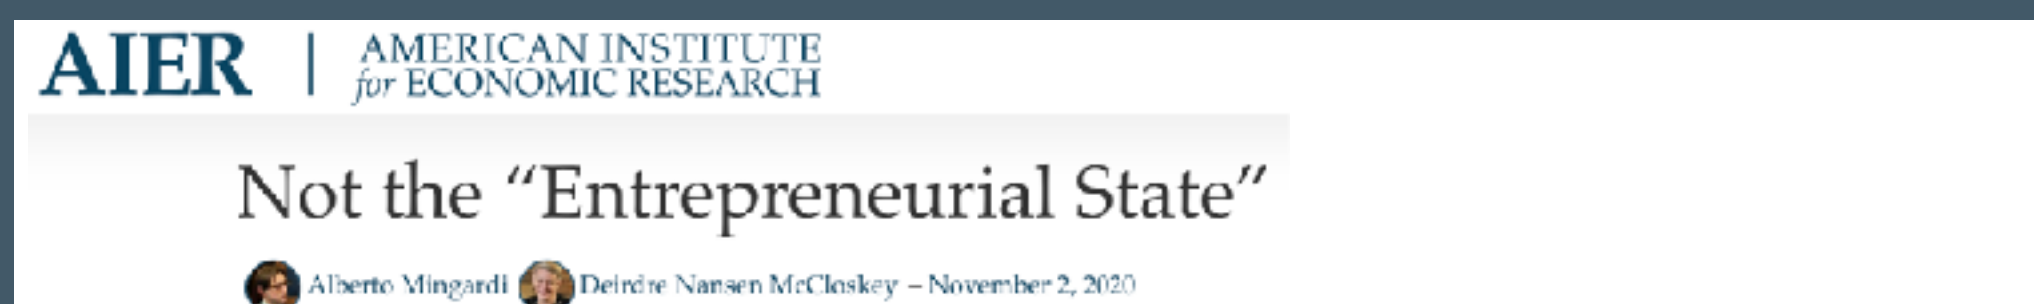 AIER | AMERICAN INSTITUTE
for ECONOMIC RESEARCH
Not the “Entrepreneurial State”
Alberto Mingardi Deirdre Nansen McCloskey – November 2, 2020